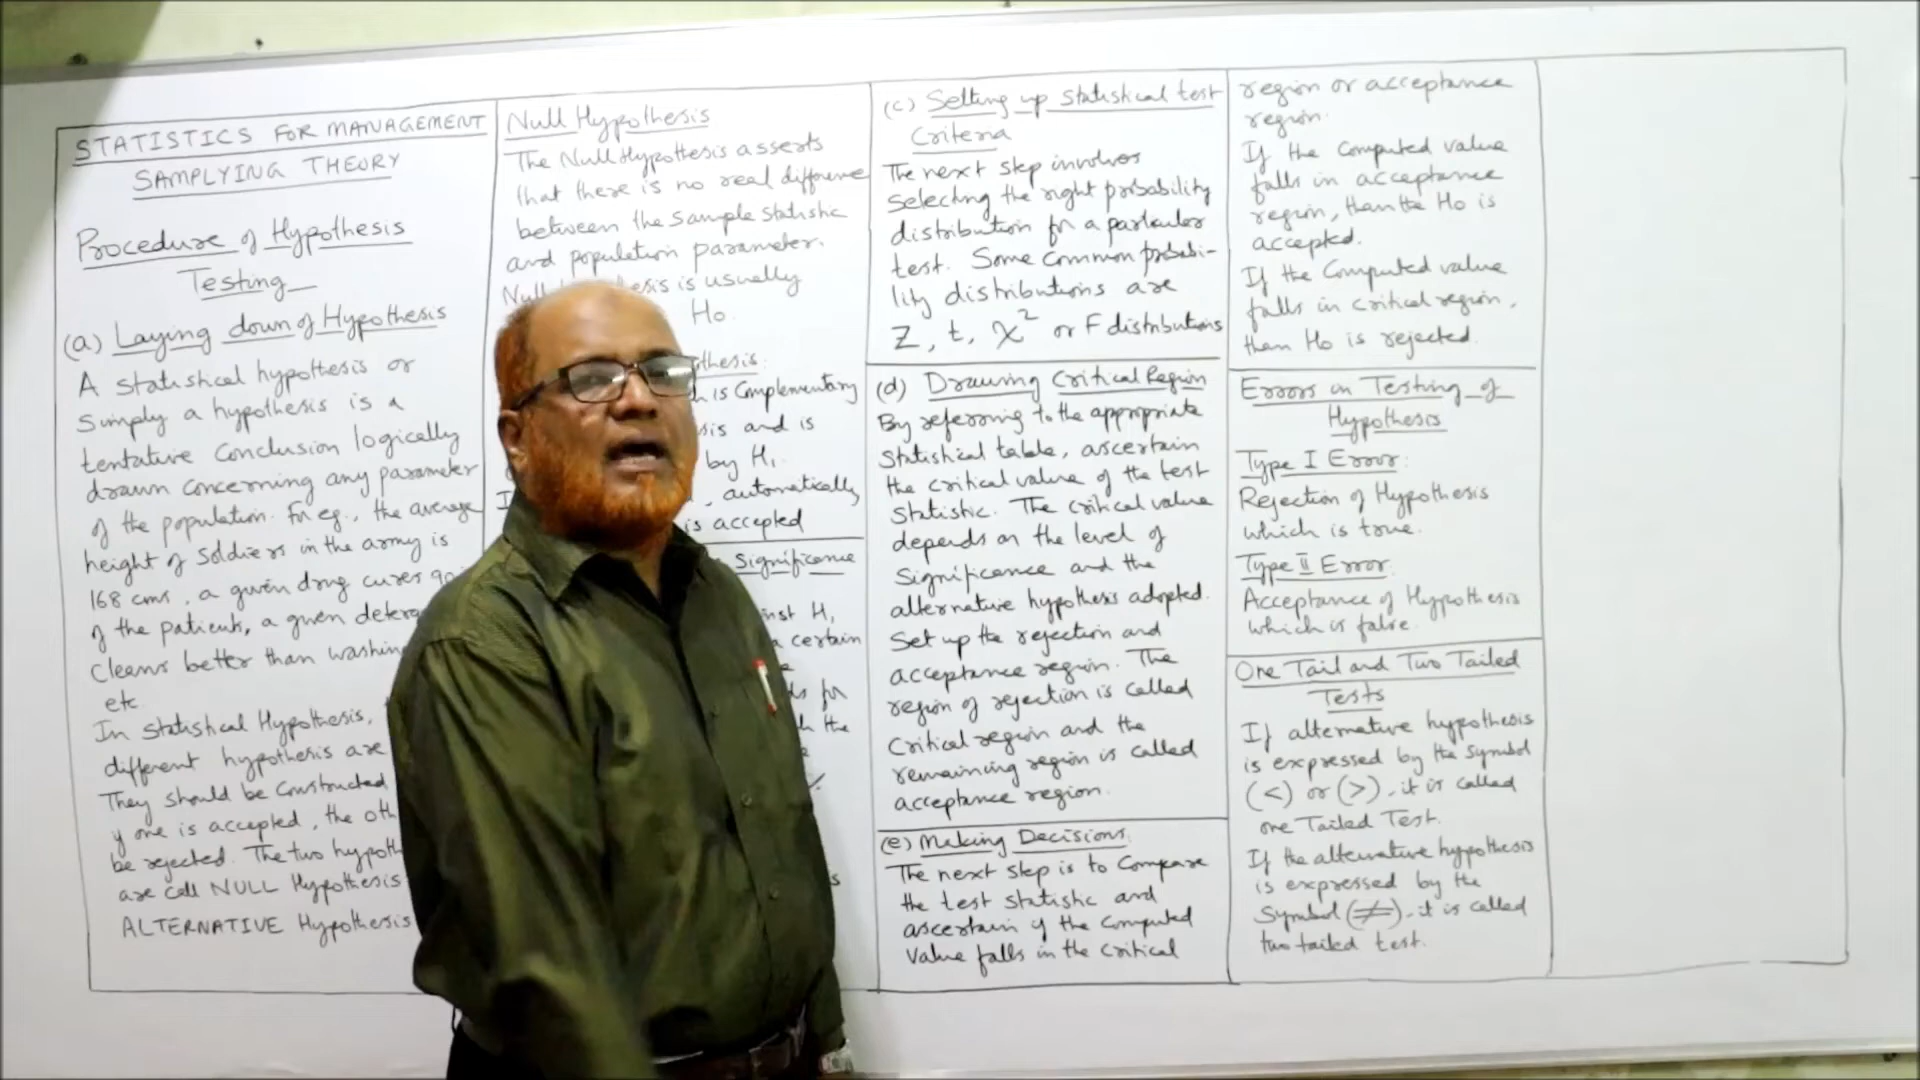 STATISTICS FOR MANAGEMENT
SAMPLYING THEORY
Procedure of Hypothesis
Testing
(a) Laying down of Hypothesis
A statistical hypothesis or
simply a hypothesis is a
tentative conclusion logically
drawn concerning any parameter
of the population. For eg., the average
height of soldiers in the army is
168 cms, a given drug cures
of the patients, a given
cleans better than
etc
In statistical Hypothesis,
different hypothesis are
They should be constructed
if one is accepted, the
be rejected. The two
are call NULL Hypothesis
ALTERNATIVE Hypothesis
Null Hypothesis
The Null Hypothesis asserts
that there is no real difference
between the sample statistic
and population parameter.
is usually
Ho.
is Complementary
and is
by H1.
, automatically
is accepted
Significance
H1
a certain
for
the
(c) Setting up statistical test
Criteria
The next step involves
selecting the right probability
distribution for a particular
test. Some common probabi-
lity distributions are
Z, t, χ² or F distributions
(d) Drawing Critical Region
By referring to the appropriate
statistical table, ascertain
the critical value of the test
statistic. The critical value
depends on the level of
significance and the
alternative hypothesis adopted.
Set up the rejection and
acceptance region. The
region of rejection is called
critical region and the
remaining region is called
acceptance region.
(e) Making Decisions.
The next step is to compare
the test statistic and
ascertain if the computed
value falls in the critical
region or acceptance
region.
If the computed value
falls in acceptance
region, than the Ho is
accepted.
If the computed value
falls in critical region,
than Ho is rejected.
Errors in Testing of
Hypothesis
Type I Error:
Rejection of Hypothesis
which is true.
Type II Error:
Acceptance of Hypothesis
which is false.
One Tail and Two Tailed
Tests
If alternative hypothesis
is expressed by the symbol
(<) or (>), it is called
one Tailed Test.
If the alternative hypothesis
is expressed by the
symbol (≠), it is called
two tailed test.